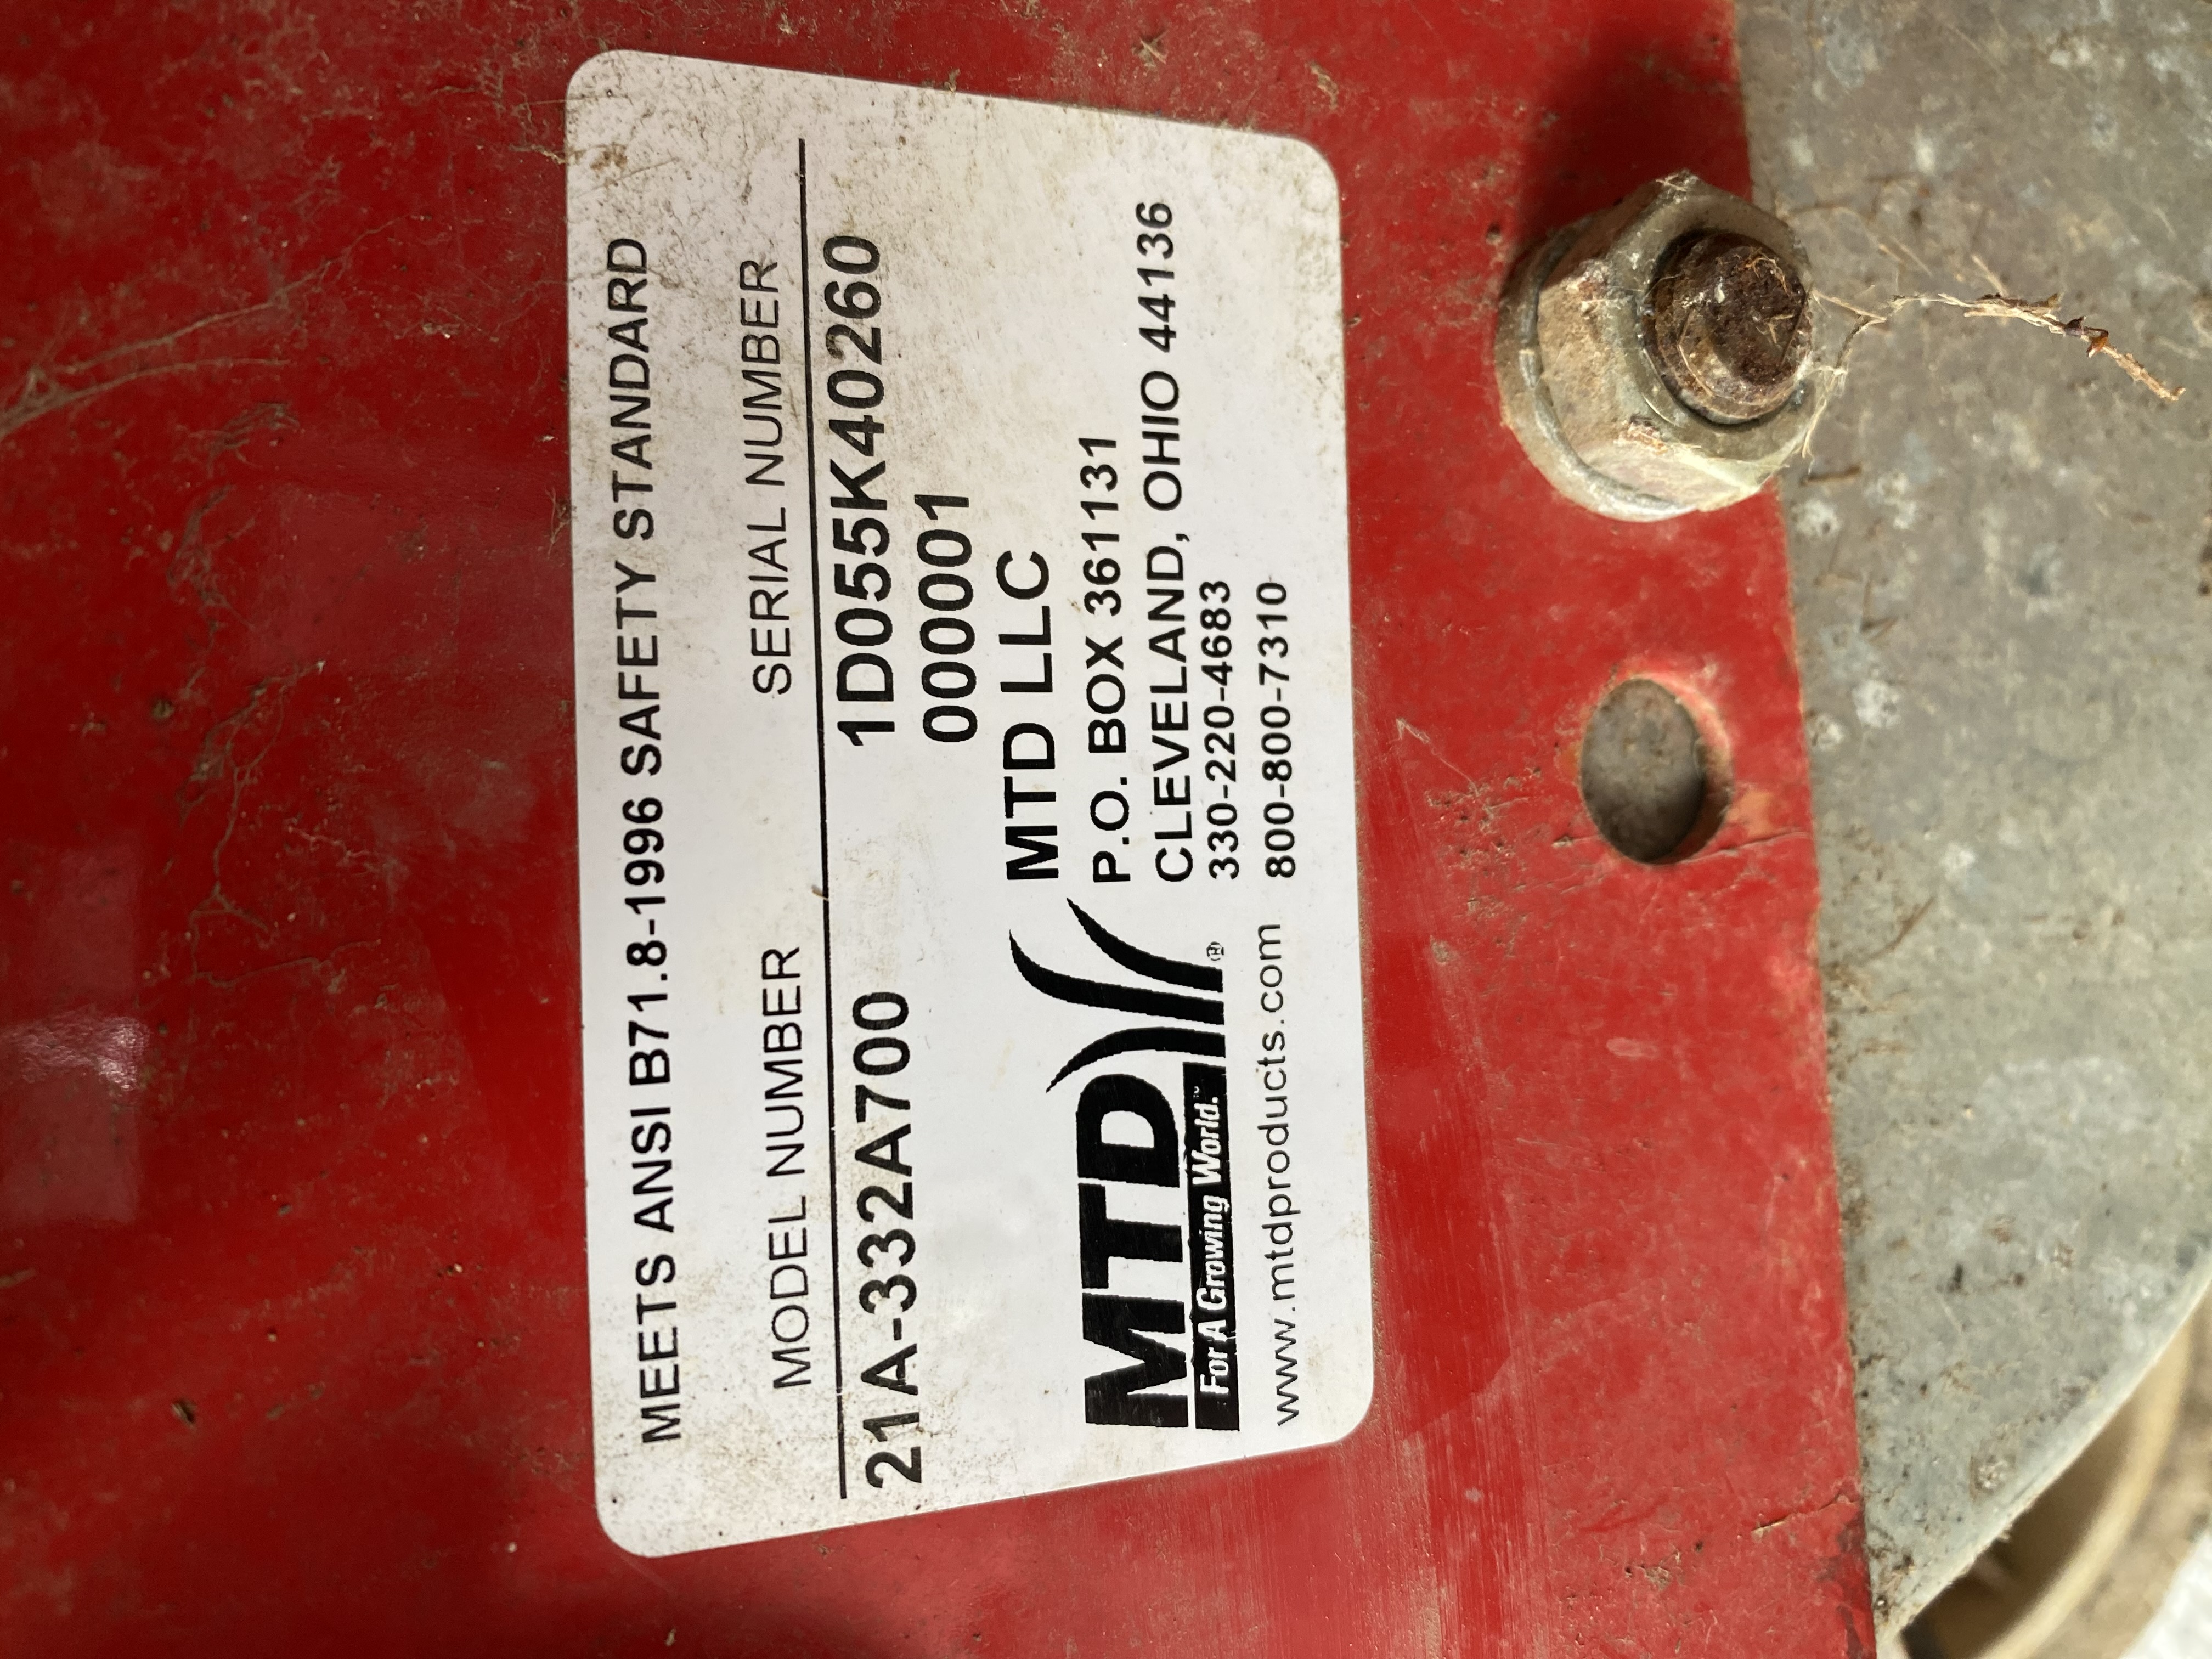 MEETS ANSI B71.8-1996 SAFETY STANDARD
MODEL NUMBER
SERIAL NUMBER
21A-332A700
1D055K40260
000001
MTD
For A Growing World.™
®
MTD LLC
P.O. BOX 361131
CLEVELAND, OHIO 44136
330-220-4683
www.mtdproducts.com
800-800-7310